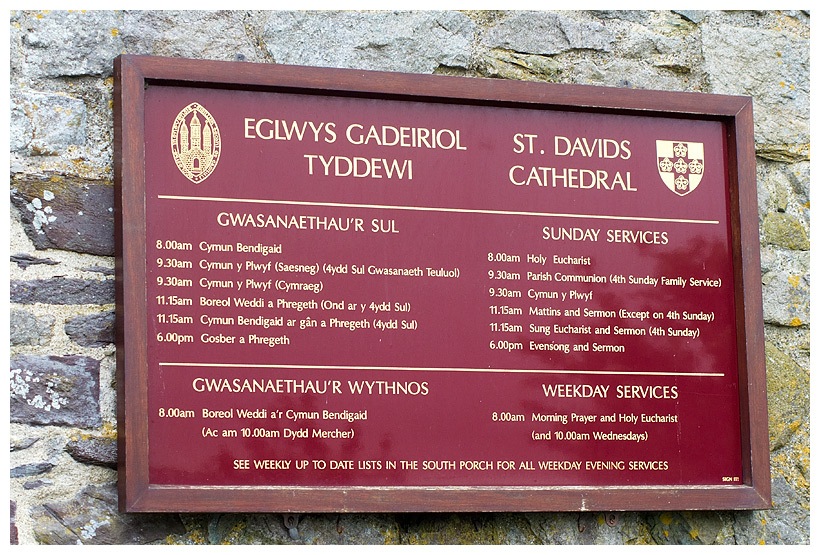 EGLWYS GADEIRIOL
TYDDEWI
ST. DAVIDS
CATHEDRAL
GWASANAETHAU'R SUL
8.00am Cymun Bendigaid
9.30am Cymun y Plwyf (Saesneg) (4ydd Sul Gwasanaeth Teuluol)
9.30am Cymun y Plwyf (Cymraeg)
11.15am Boreol Weddi a Phregeth (Ond ar y 4ydd Sul)
11.15am Cymun Bendigaid ar gân a Phregeth (4ydd Sul)
6.00pm Gosber a Phregeth
SUNDAY SERVICES
8.00am Holy Eucharist
9.30am Parish Communion (4th Sunday Family Service)
9.30am Cymun y Plwyf
11.15am Mattins and Sermon (Except on 4th Sunday)
11.15am Sung Eucharist and Sermon (4th Sunday)
6.00pm Evensong and Sermon
GWASANAETHAU'R WYTHNOS
8.00am Boreol Weddi a'r Cymun Bendigaid
(Ac am 10.00am Dydd Mercher)
WEEKDAY SERVICES
8.00am Morning Prayer and Holy Eucharist
(and 10.00am Wednesdays)
SEE WEEKLY UP TO DATE LISTS IN THE SOUTH PORCH FOR ALL WEEKDAY EVENING SERVICES
SIGN IT!